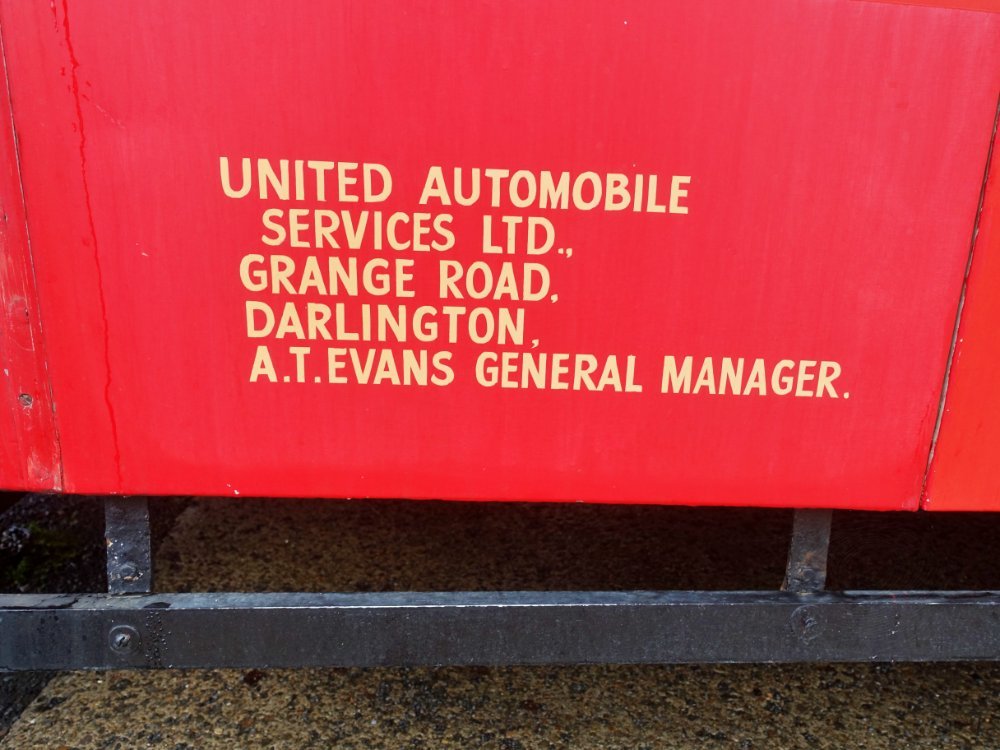 UNITED AUTOMOBILE
SERVICES LTD.,
GRANGE ROAD,
DARLINGTON,
A.T. EVANS GENERAL MANAGER.